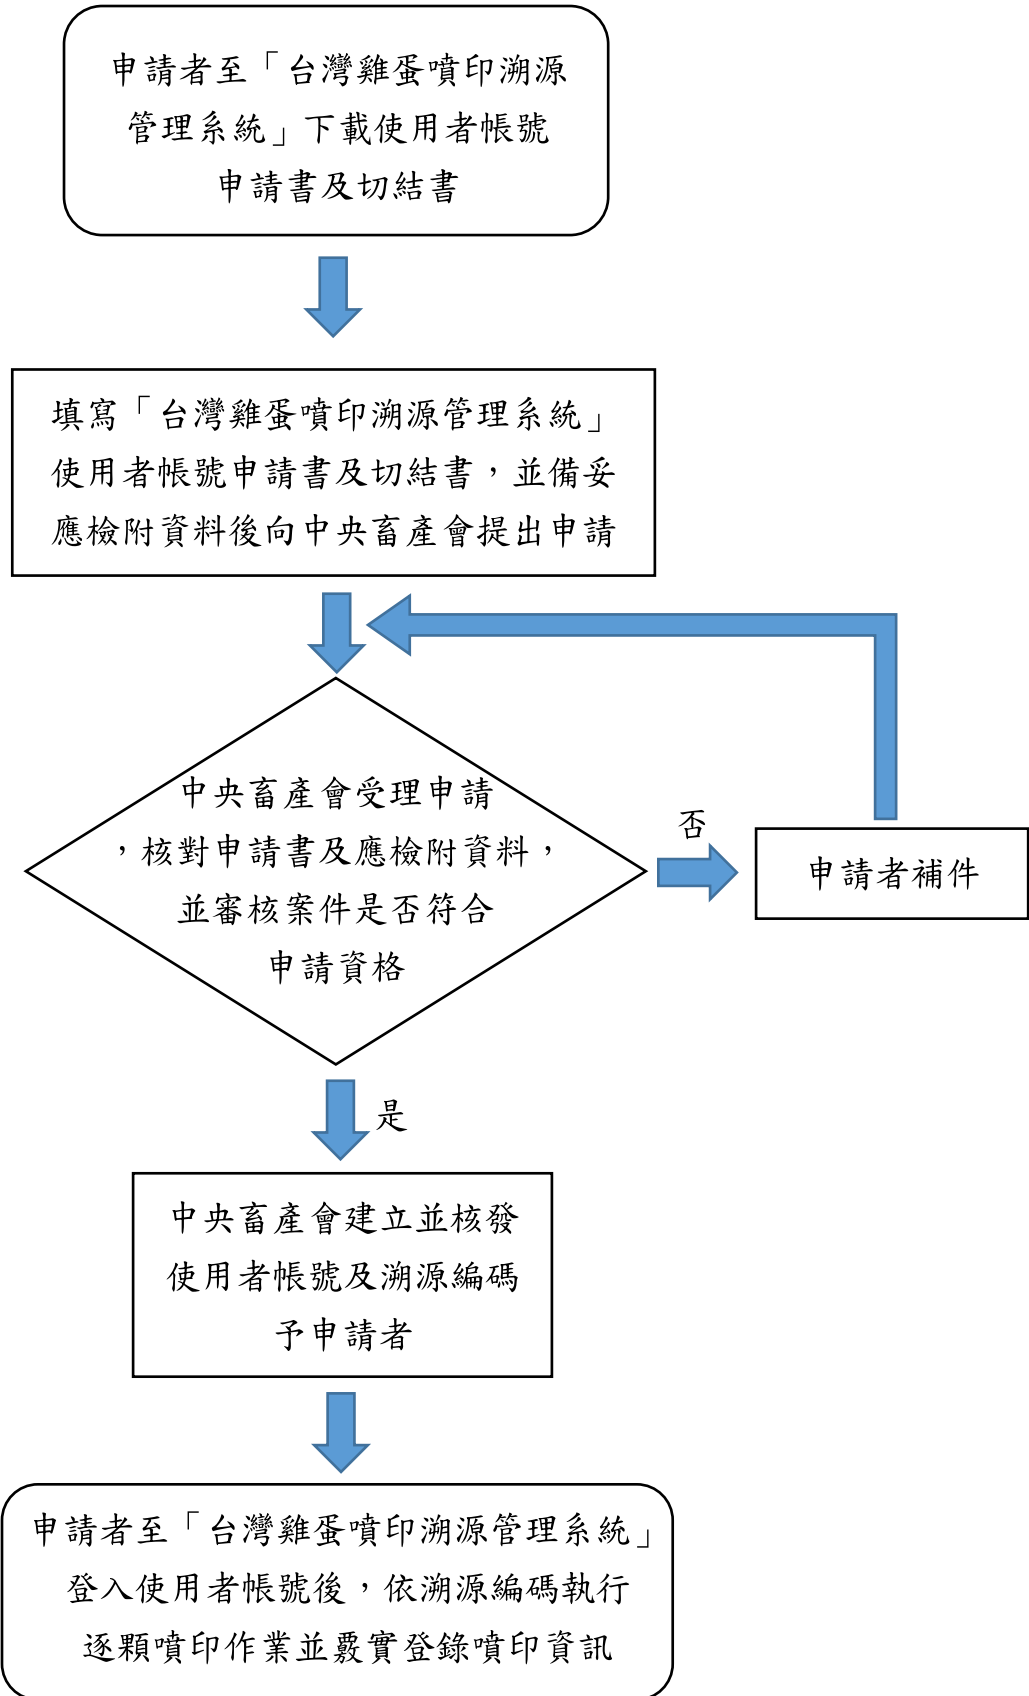 申請者至「台灣雞蛋噴印溯源
管理系統」下載使用者帳號
申請書及切結書
填寫「台灣雞蛋噴印溯源管理系統」
使用者帳號申請書及切結書，並備妥
應檢附資料後向中央畜產會提出申請
中央畜產會受理申請
，核對申請書及應檢附資料，
並審核案件是否符合
申請資格
否
申請者補件
是
中央畜產會建立並核發
使用者帳號及溯源編碼
予申請者
申請者至「台灣雞蛋噴印溯源管理系統」
登入使用者帳號後，依溯源編碼執行
逐顆噴印作業並覈實登錄噴印資訊